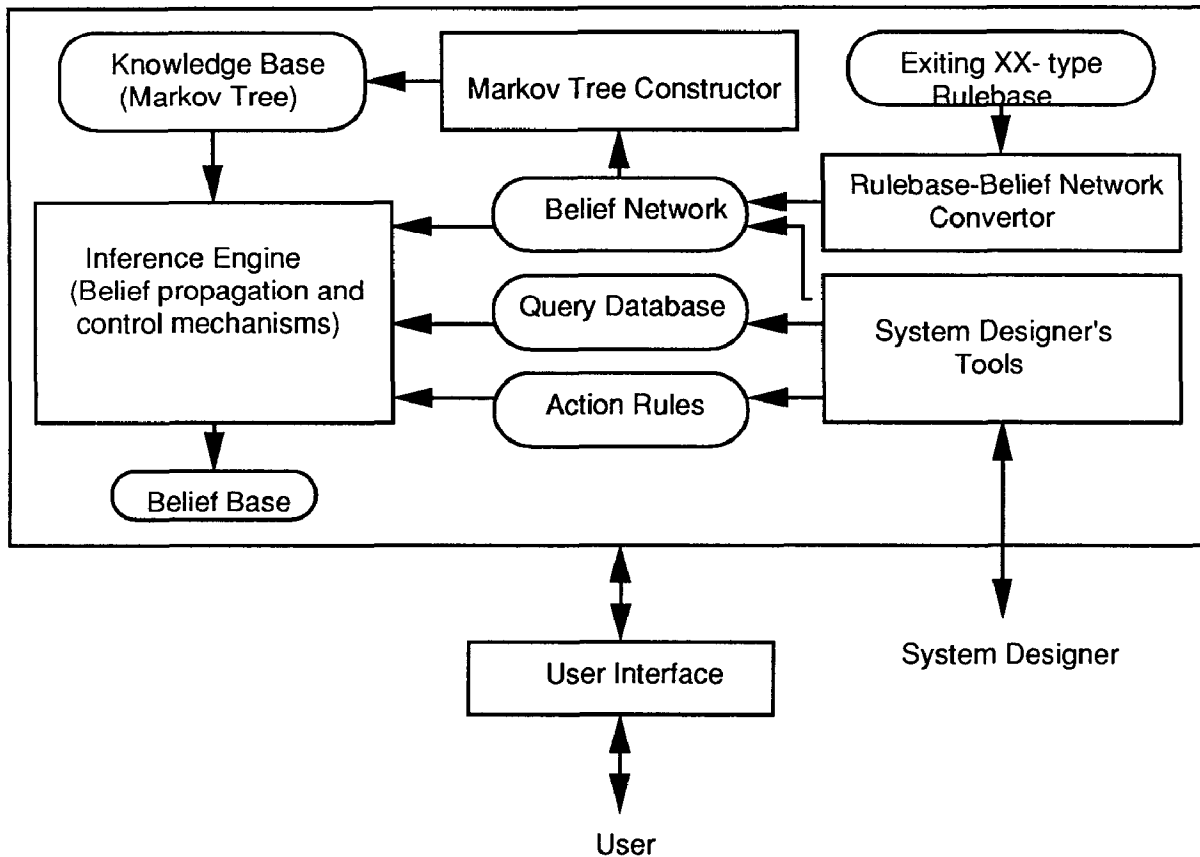 Knowledge Base
(Markov Tree)
Markov Tree Constructor
Exiting XX- type
Rulebase
Rulebase-Belief Network
Convertor
Belief Network
Inference Engine
(Belief propagation and
control mechanisms)
Query Database
System Designer's
Tools
Action Rules
Belief Base
System Designer
User Interface
User